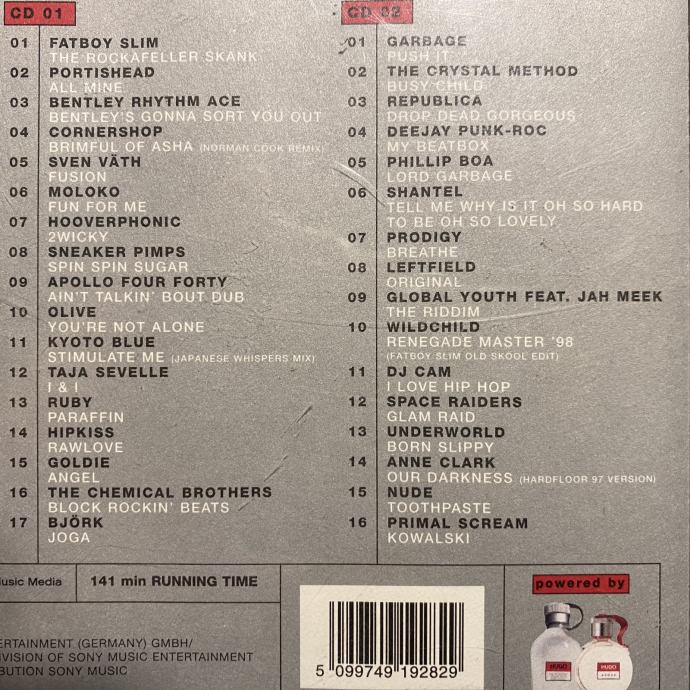 CD 01
01 FATBOY SLIM
THE ROCKAFELLER SKANK
02 PORTISHEAD
ALL MINE
03 BENTLEY RHYTHM ACE
BENTLEY'S GONNA SORT YOU OUT
04 CORNERSHOP
BRIMFUL OF ASHA (NORMAN COOK REMIX)
05 SVEN VÄTH
FUSION
06 MOLOKO
FUN FOR ME
07 HOOVERPHONIC
2WICKY
08 SNEAKER PIMPS
SPIN SPIN SUGAR
09 APOLLO FOUR FORTY
AIN'T TALKIN' BOUT DUB
10 OLIVE
YOU'RE NOT ALONE
11 KYOTO BLUE
STIMULATE ME (JAPANESE WHISPERS MIX)
12 TAJA SEVELLE
I & I
13 RUBY
PARAFFIN
14 HIPKISS
RAWLOVE
15 GOLDIE
ANGEL
16 THE CHEMICAL BROTHERS
BLOCK ROCKIN' BEATS
17 BJÖRK
JOGA
CD 02
01 GARBAGE
PUSH IT
02 THE CRYSTAL METHOD
BUSY CHILD
03 REPUBLICA
DROP DEAD GORGEOUS
04 DEEJAY PUNK-ROC
MY BEATBOX
05 PHILLIP BOA
LORD GARBAGE
06 SHANTEL
TELL ME WHY IS IT OH SO HARD
TO BE OH SO LOVELY
07 PRODIGY
BREATHE
08 LEFTFIELD
ORIGINAL
09 GLOBAL YOUTH FEAT. JAH MEEK
THE RIDDIM
10 WILDCHILD
RENEGADE MASTER '98
(FATBOY SLIM OLD SKOOL EDIT)
11 DJ CAM
I LOVE HIP HOP
12 SPACE RAIDERS
GLAM RAID
13 UNDERWORLD
BORN SLIPPY
14 ANNE CLARK
OUR DARKNESS (HARDFLOOR 97 VERSION)
15 NUDE
TOOTHPASTE
16 PRIMAL SCREAM
KOWALSKI
usic Media
141 min RUNNING TIME
ERTAINMENT (GERMANY) GMBH/
VISION OF SONY MUSIC ENTERTAINMENT
BUTION SONY MUSIC
5 099749 192829
powered by
HUGO
HUGO